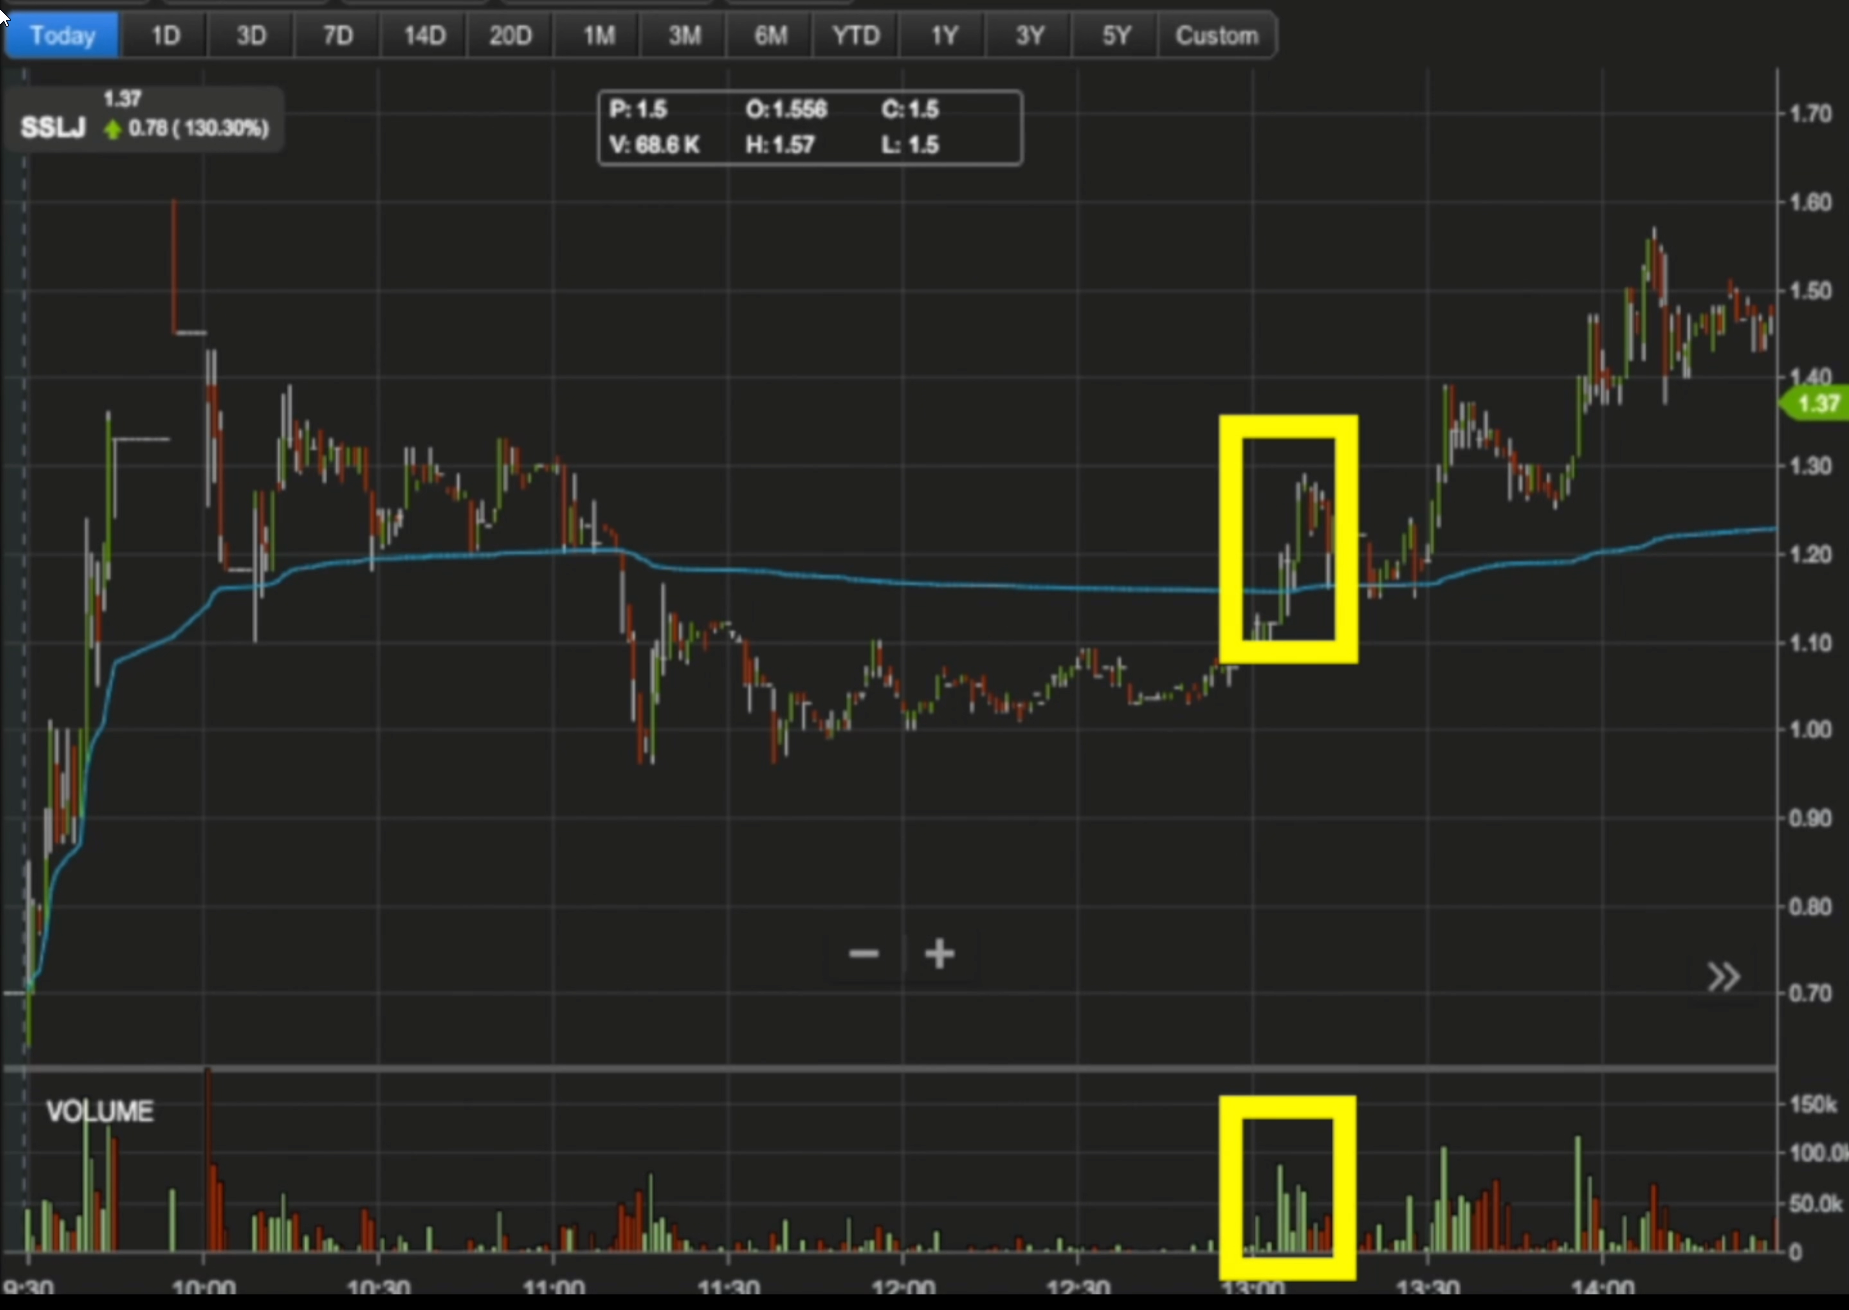 Today 1D 3D 7D 14D 20D 1M 3M 6M YTD 1Y 3Y 5Y Custom
1.37
SSLJ 0.78 ( 130.30%)
P: 1.5 O: 1.556 C: 1.5
V: 68.6 K H: 1.57 L: 1.5
1.70
1.60
1.50
1.40
1.37
1.30
1.20
1.10
1.00
0.90
0.80
0.70
VOLUME
150k
100.0k
50.0k
0
9:30 10:00 10:30 11:00 11:30 12:00 12:30 13:00 13:30 14:00